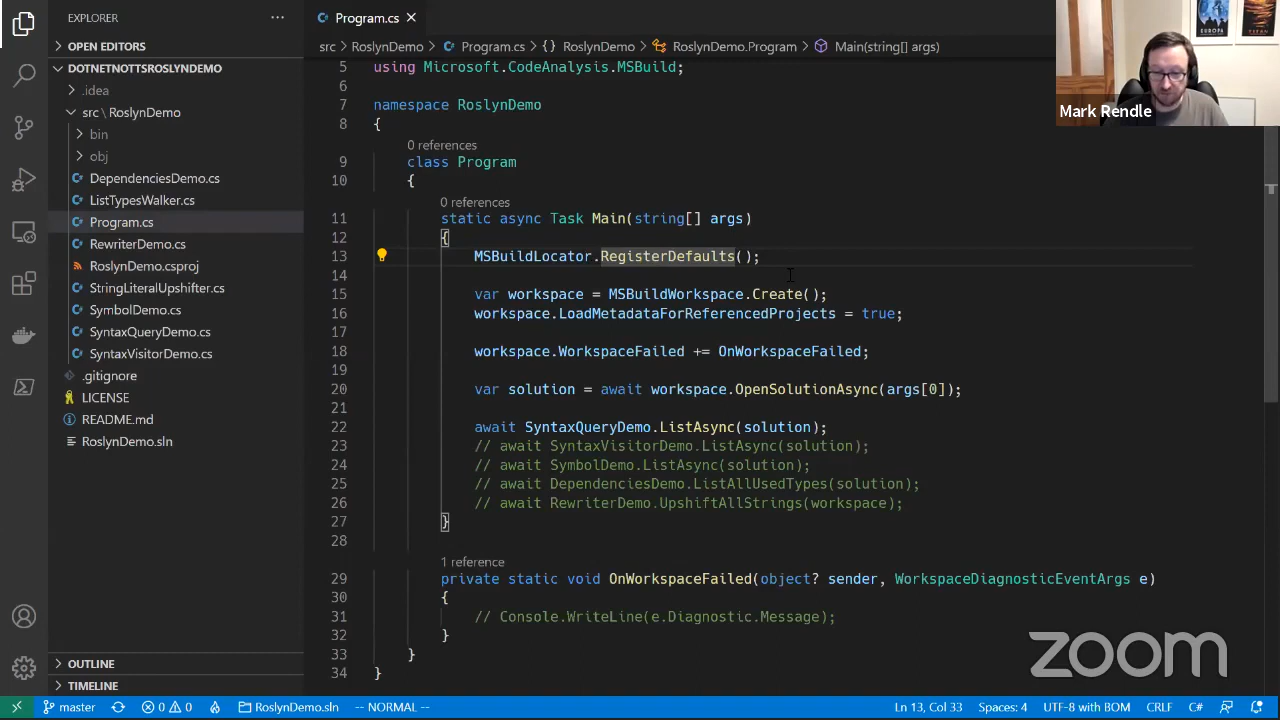 EXPLORER
OPEN EDITORS
DOTNETNOTTSROSLYNDEMO
.idea
src \ RoslynDemo
bin
obj
DependenciesDemo.cs
ListTypesWalker.cs
Program.cs
RewriterDemo.cs
RoslynDemo.csproj
StringLiteralUpshifter.cs
SymbolDemo.cs
SyntaxQueryDemo.cs
SyntaxVisitorDemo.cs
.gitignore
LICENSE
README.md
RoslynDemo.sln
OUTLINE
TIMELINE
Program.cs
src > RoslynDemo > Program.cs > {} RoslynDemo > RoslynDemo.Program > Main(string[] args)
5 using Microsoft.CodeAnalysis.MSBuild;
6
7 namespace RoslynDemo
8 {
0 references
9 class Program
10 {
0 references
11 static async Task Main(string[] args)
12 {
13 MSBuildLocator.RegisterDefaults();
14
15 var workspace = MSBuildWorkspace.Create();
16 workspace.LoadMetadataForReferencedProjects = true;
17
18 workspace.WorkspaceFailed += OnWorkspaceFailed;
19
20 var solution = await workspace.OpenSolutionAsync(args[0]);
21
22 await SyntaxQueryDemo.ListAsync(solution);
23 // await SyntaxVisitorDemo.ListAsync(solution);
24 // await SymbolDemo.ListAsync(solution);
25 // await DependenciesDemo.ListAllUsedTypes(solution);
26 // await RewriterDemo.UpshiftAllStrings(workspace);
27 }
28
1 reference
29 private static void OnWorkspaceFailed(object? sender, WorkspaceDiagnosticEventArgs e)
30 {
31 // Console.WriteLine(e.Diagnostic.Message);
32 }
33 }
34 }
EUROPA
TITAN
Mark Rendle
zoom
master
0
0
RoslynDemo.sln
-- NORMAL --
Ln 13, Col 33
Spaces: 4
UTF-8 with BOM
CRLF
C#